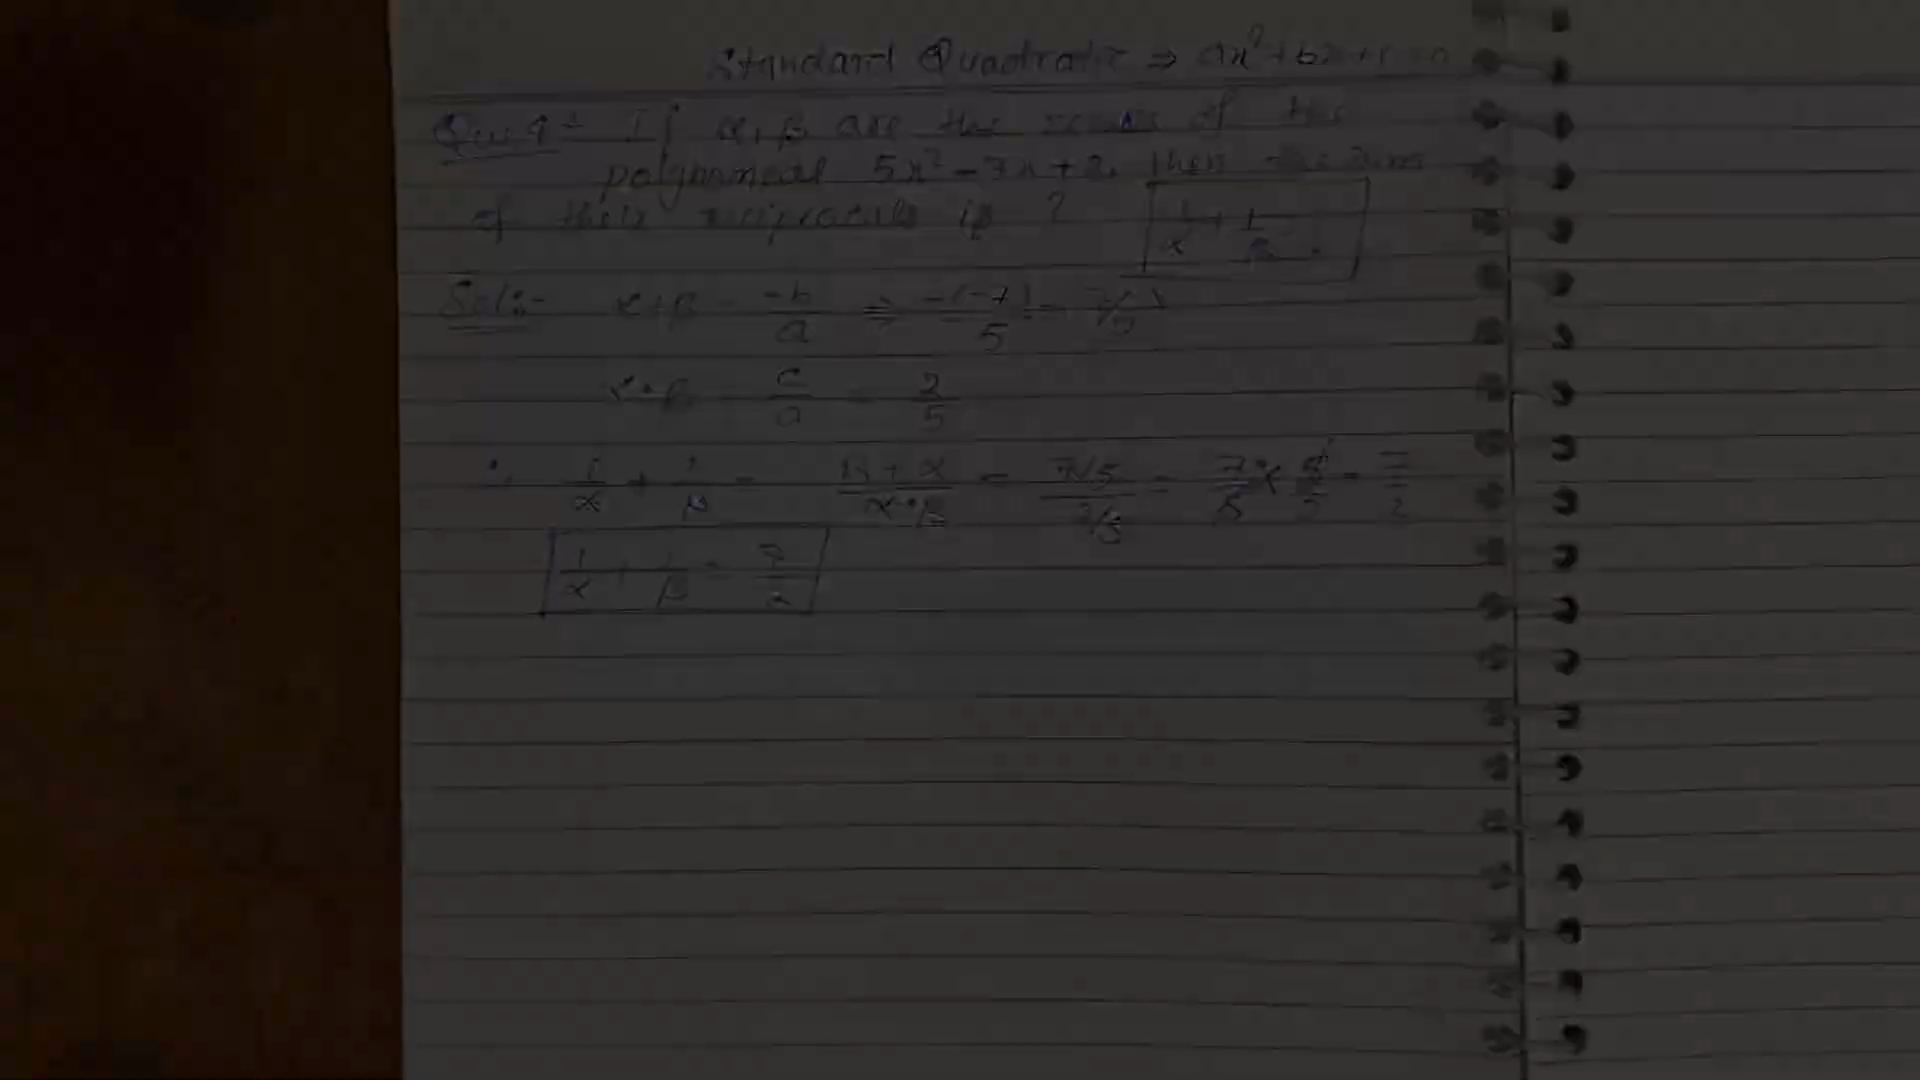 Standard Quadratic ⇒ ax²+bx+c=0
Que 9:- If α, β are the of the
polynomial 5x² - 7x + 2, then the sum
of their reciprocals is ?
1/α + 1/β
Sol:- α+β = -b/a ⇒ -(-7)/5 = 7/5
α·β = c/a = 2/5
∴ 1/α + 1/β = β+α/α·β = 7/5/2/5 = 7/5 × 5/2 = 7/2
1/α + 1/β = 7/2